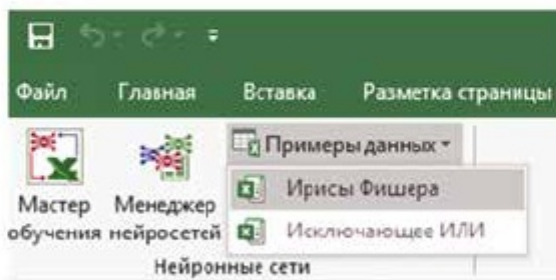 Файл Главная Вставка Разметка страницы
Примеры данных
Ирисы Фишера
Исключающее ИЛИ
Мастер обучения
Менеджер нейросетей
Нейронные сети